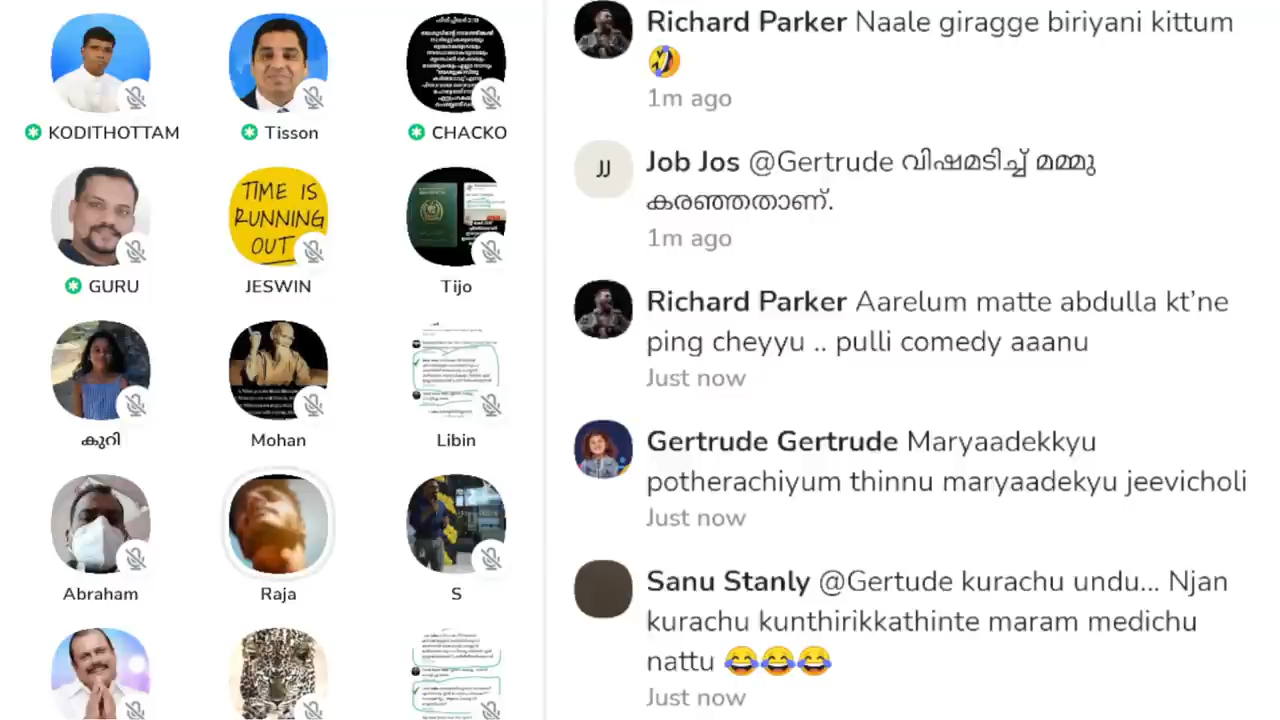 KODITHOTTAM
Tisson
CHACKO
GURU
TIME IS
RUNNING
OUT
JESWIN
Tijo
കുറി
Mohan
Libin
Abraham
Raja
S
Richard Parker Naale giragge biriyani kittum
🤣
1m ago
JJ
Job Jos @Gertrude വിഷമടിച്ച് മമ്മു
കരഞ്ഞതാണ്.
1m ago
Richard Parker Aarelum matte abdulla kt’ne
ping cheyyu .. pulli comedy aaanu
Just now
Gertrude Gertrude Maryaadekkyu
potherachiyum thinnu maryaadekyu jeevicholi
Just now
Sanu Stanly @Gertude kurachu undu... Njan
kurachu kunthirikkathinte maram medichu
nattu 😂😂😂
Just now